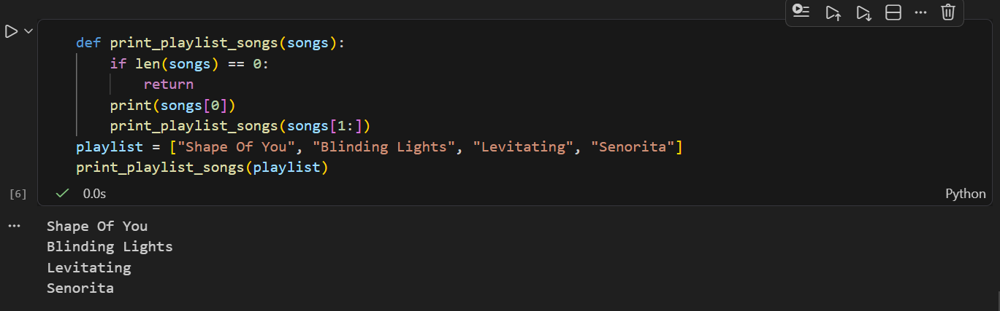 def print_playlist_songs(songs):
    if len(songs) == 0:
        return
    print(songs[0])
    print_playlist_songs(songs[1:])
playlist = ["Shape Of You", "Blinding Lights", "Levitating", "Senorita"]
print_playlist_songs(playlist)
[6] 0.0s Python
Shape Of You
Blinding Lights
Levitating
Senorita